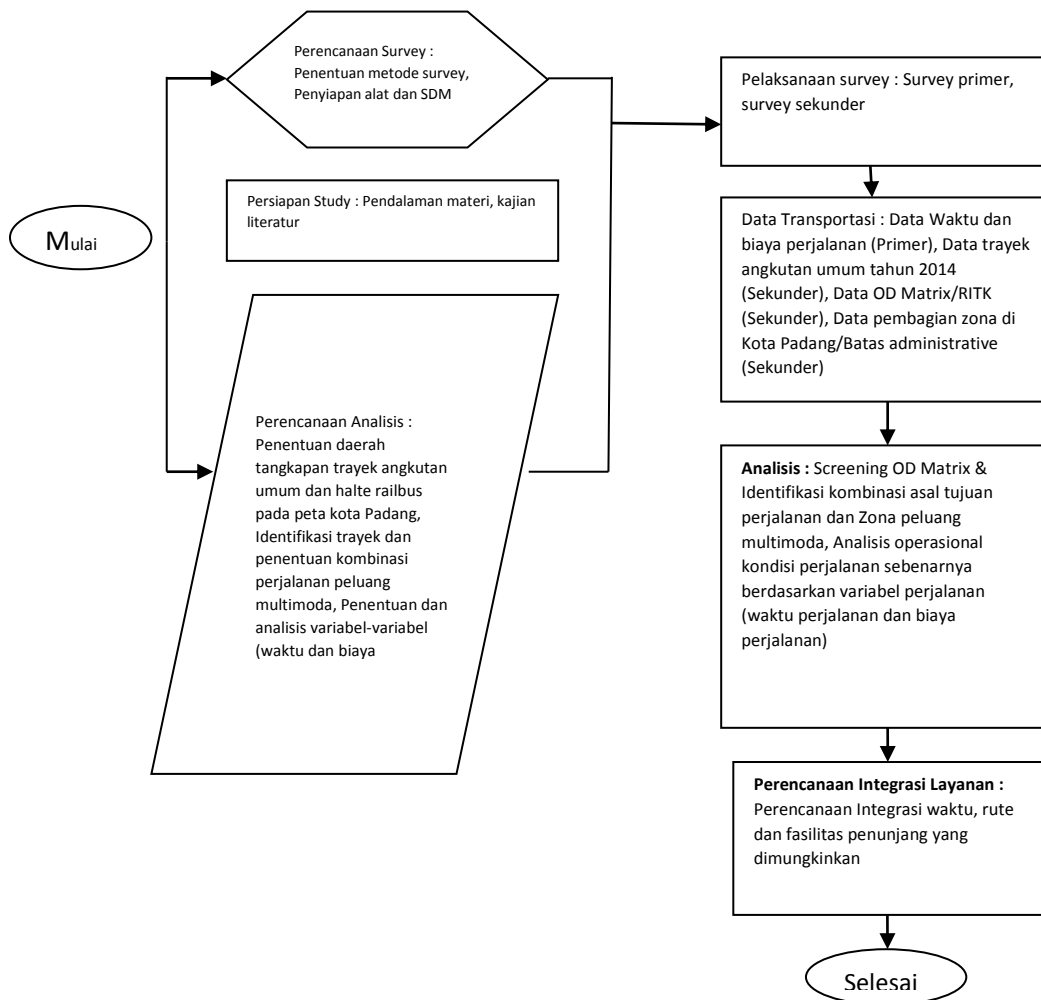 Mulai
Perencanaan Survey :
Penentuan metode survey,
Penyiapan alat dan SDM
Persiapan Study : Pendalaman materi, kajian
literatur
Perencanaan Analisis :
Penentuan daerah
tangkapan trayek angkutan
umum dan halte railbus
pada peta kota Padang,
Identifikasi trayek dan
penentuan kombinasi
perjalanan peluang
multimoda, Penentuan dan
analisis variabel-variabel
(waktu dan biaya
Pelaksanaan survey : Survey primer,
survey sekunder
Data Transportasi : Data Waktu dan
biaya perjalanan (Primer), Data trayek
angkutan umum tahun 2014
(Sekunder), Data OD Matrix/RITK
(Sekunder), Data pembagian zona di
Kota Padang/Batas administrative
(Sekunder)
Analisis : Screening OD Matrix &
Identifikasi kombinasi asal tujuan
perjalanan dan Zona peluang
multimoda, Analisis operasional
kondisi perjalanan sebenarnya
berdasarkan variabel perjalanan
(waktu perjalanan dan biaya
perjalanan)
Perencanaan Integrasi Layanan :
Perencanaan Integrasi waktu, rute
dan fasilitas penunjang yang
dimungkinkan
Selesai